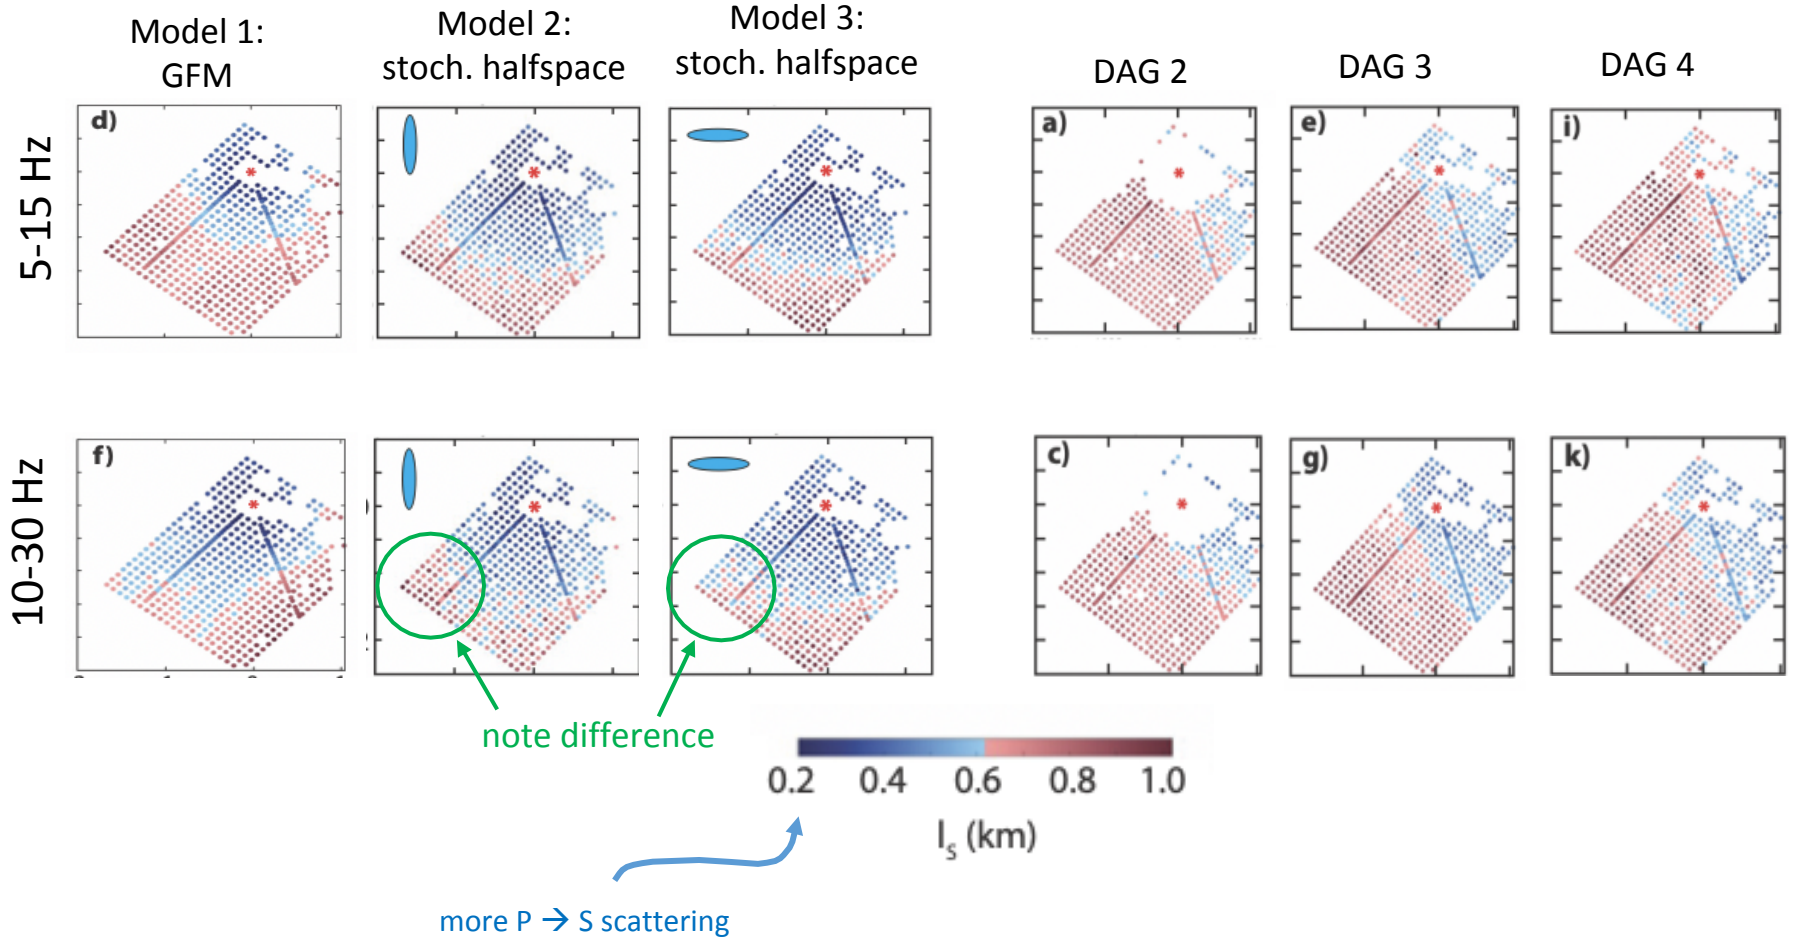 Model 1:
GFM
Model 2:
stoch. halfspace
Model 3:
stoch. halfspace
DAG 2
DAG 3
DAG 4
5-15 Hz
d)
a)
e)
i)
10-30 Hz
f)
c)
g)
k)
note difference
0.2 0.4 0.6 0.8 1.0
ls (km)
more P → S scattering